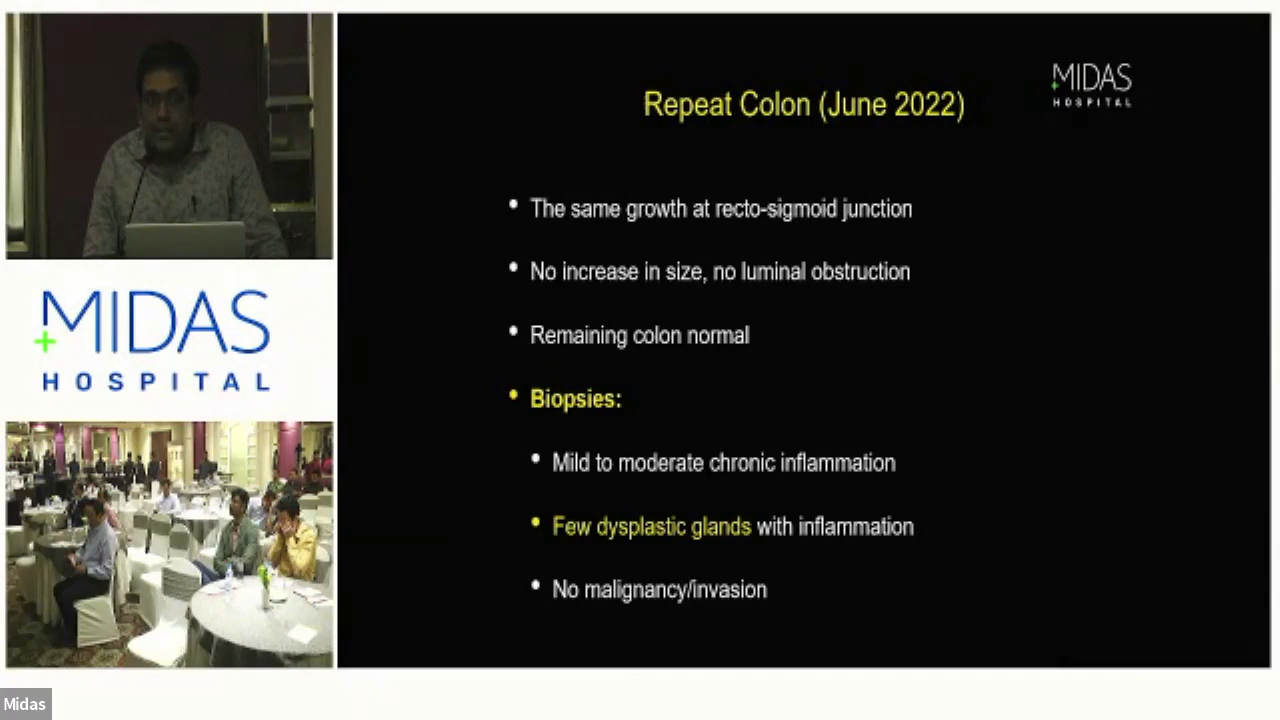 MIDAS
HOSPITAL
Repeat Colon (June 2022)
• The same growth at recto-sigmoid junction
• No increase in size, no luminal obstruction
• Remaining colon normal
• Biopsies:
• Mild to moderate chronic inflammation
• Few dysplastic glands with inflammation
• No malignancy/invasion
MIDAS
HOSPITAL
Midas